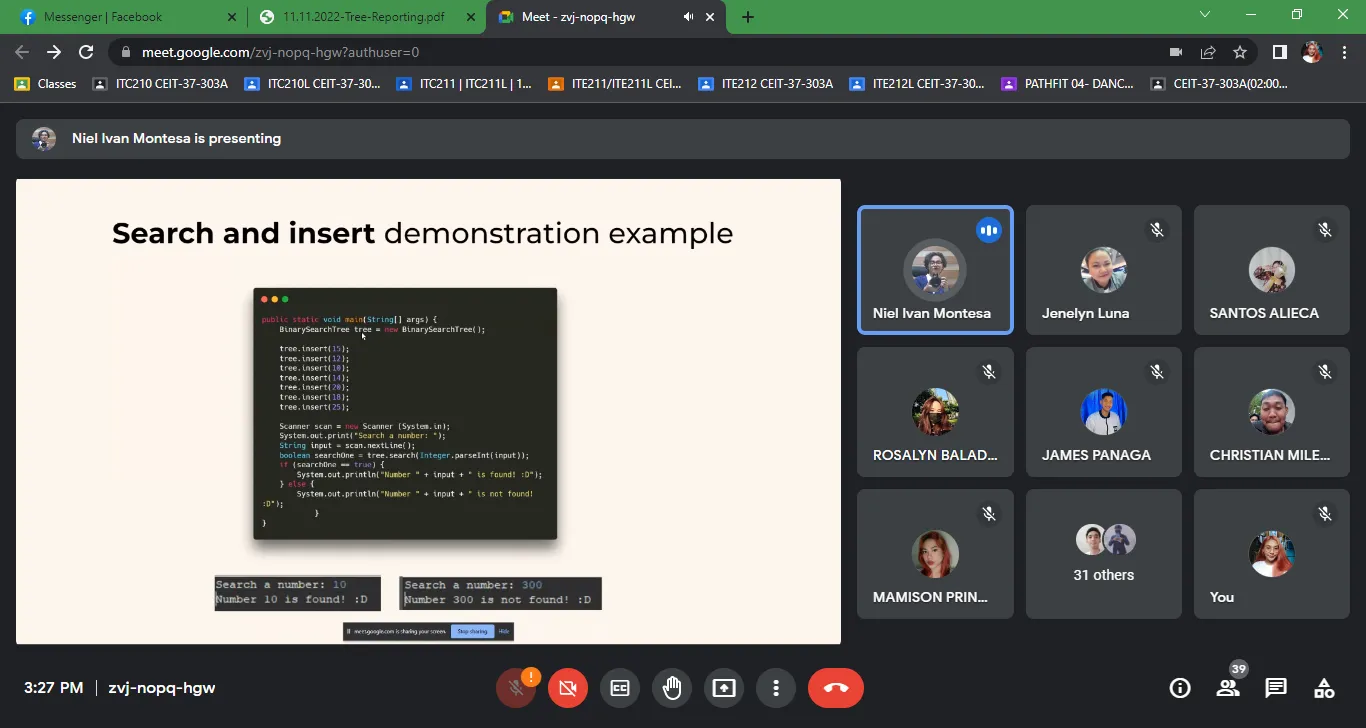 Messenger | Facebook
11.11.2022-Tree-Reporting.pdf
Meet - zvj-nopq-hgw
meet.google.com/zvj-nopq-hgw?authuser=0
Classes
ITC210 CEIT-37-303A
ITC210L CEIT-37-30...
ITC211 | ITC211L | 1...
ITE211/ITE211L CEI...
ITE212 CEIT-37-303A
ITE212L CEIT-37-30...
PATHFIT 04- DANC...
CEIT-37-303A(02:00...
Niel Ivan Montesa is presenting
Search and insert demonstration example
public static void main(String[] args) {
BinarySearchTree tree = new BinarySearchTree();
tree.insert(15);
tree.insert(12);
tree.insert(10);
tree.insert(14);
tree.insert(20);
tree.insert(18);
tree.insert(25);
Scanner scan = new Scanner (System.in);
System.out.print("Search a number: ");
String input = scan.nextLine();
boolean searchOne = tree.search(Integer.parseInt(input));
if (searchOne == true) {
System.out.println("Number " + input + " is found! :D");
} else {
System.out.println("Number " + input + " is not found!
:D");
}
}
Search a number: 10
Number 10 is found! :D
Search a number: 300
Number 300 is not found! :D
meet.google.com is sharing your screen.
Stop sharing
Hide
Niel Ivan Montesa
Jenelyn Luna
SANTOS ALIECA
ROSALYN BALAD...
JAMES PANAGA
CHRISTIAN MILE...
MAMISON PRIN...
31 others
You
3:27 PM | zvj-nopq-hgw
39